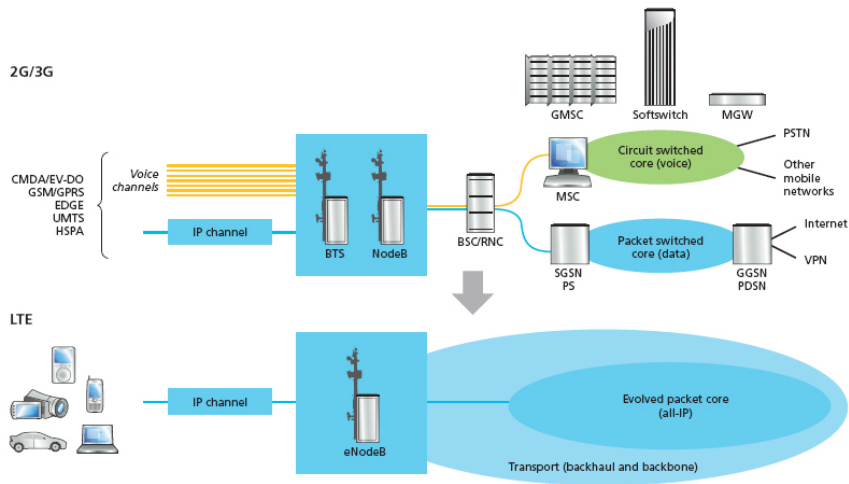 2G/3G
GMSC
Softswitch
MGW
CMDA/EV-DO
GSM/GPRS
EDGE
UMTS
HSPA
Voice
channels
IP channel
BTS
NodeB
BSC/RNC
MSC
Circuit switched
core (voice)
PSTN
Other
mobile
networks
SGSN
PS
Packet switched
core (data)
GGSN
PDSN
Internet
VPN
LTE
IP channel
eNodeB
Evolved packet core
(all-IP)
Transport (backhaul and backbone)